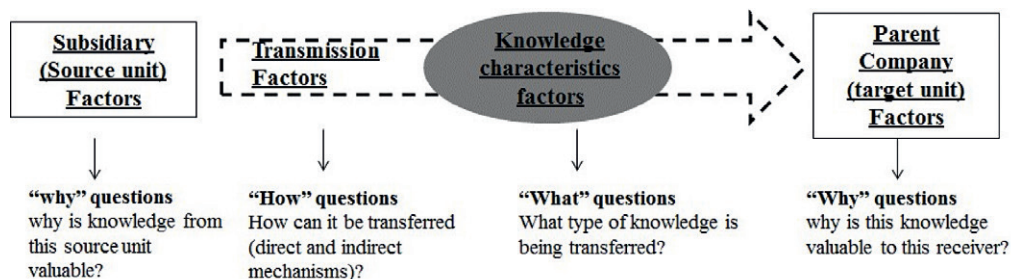 Subsidiary
(Source unit)
Factors
Transmission
Factors
Knowledge
characteristics
factors
Parent
Company
(target unit)
Factors
“why” questions
why is knowledge from
this source unit
valuable?
“How” questions
How can it be transferred
(direct and indirect
mechanisms)?
“What” questions
What type of knowledge is
being transferred?
“Why” questions
why is this knowledge
valuable to this receiver?